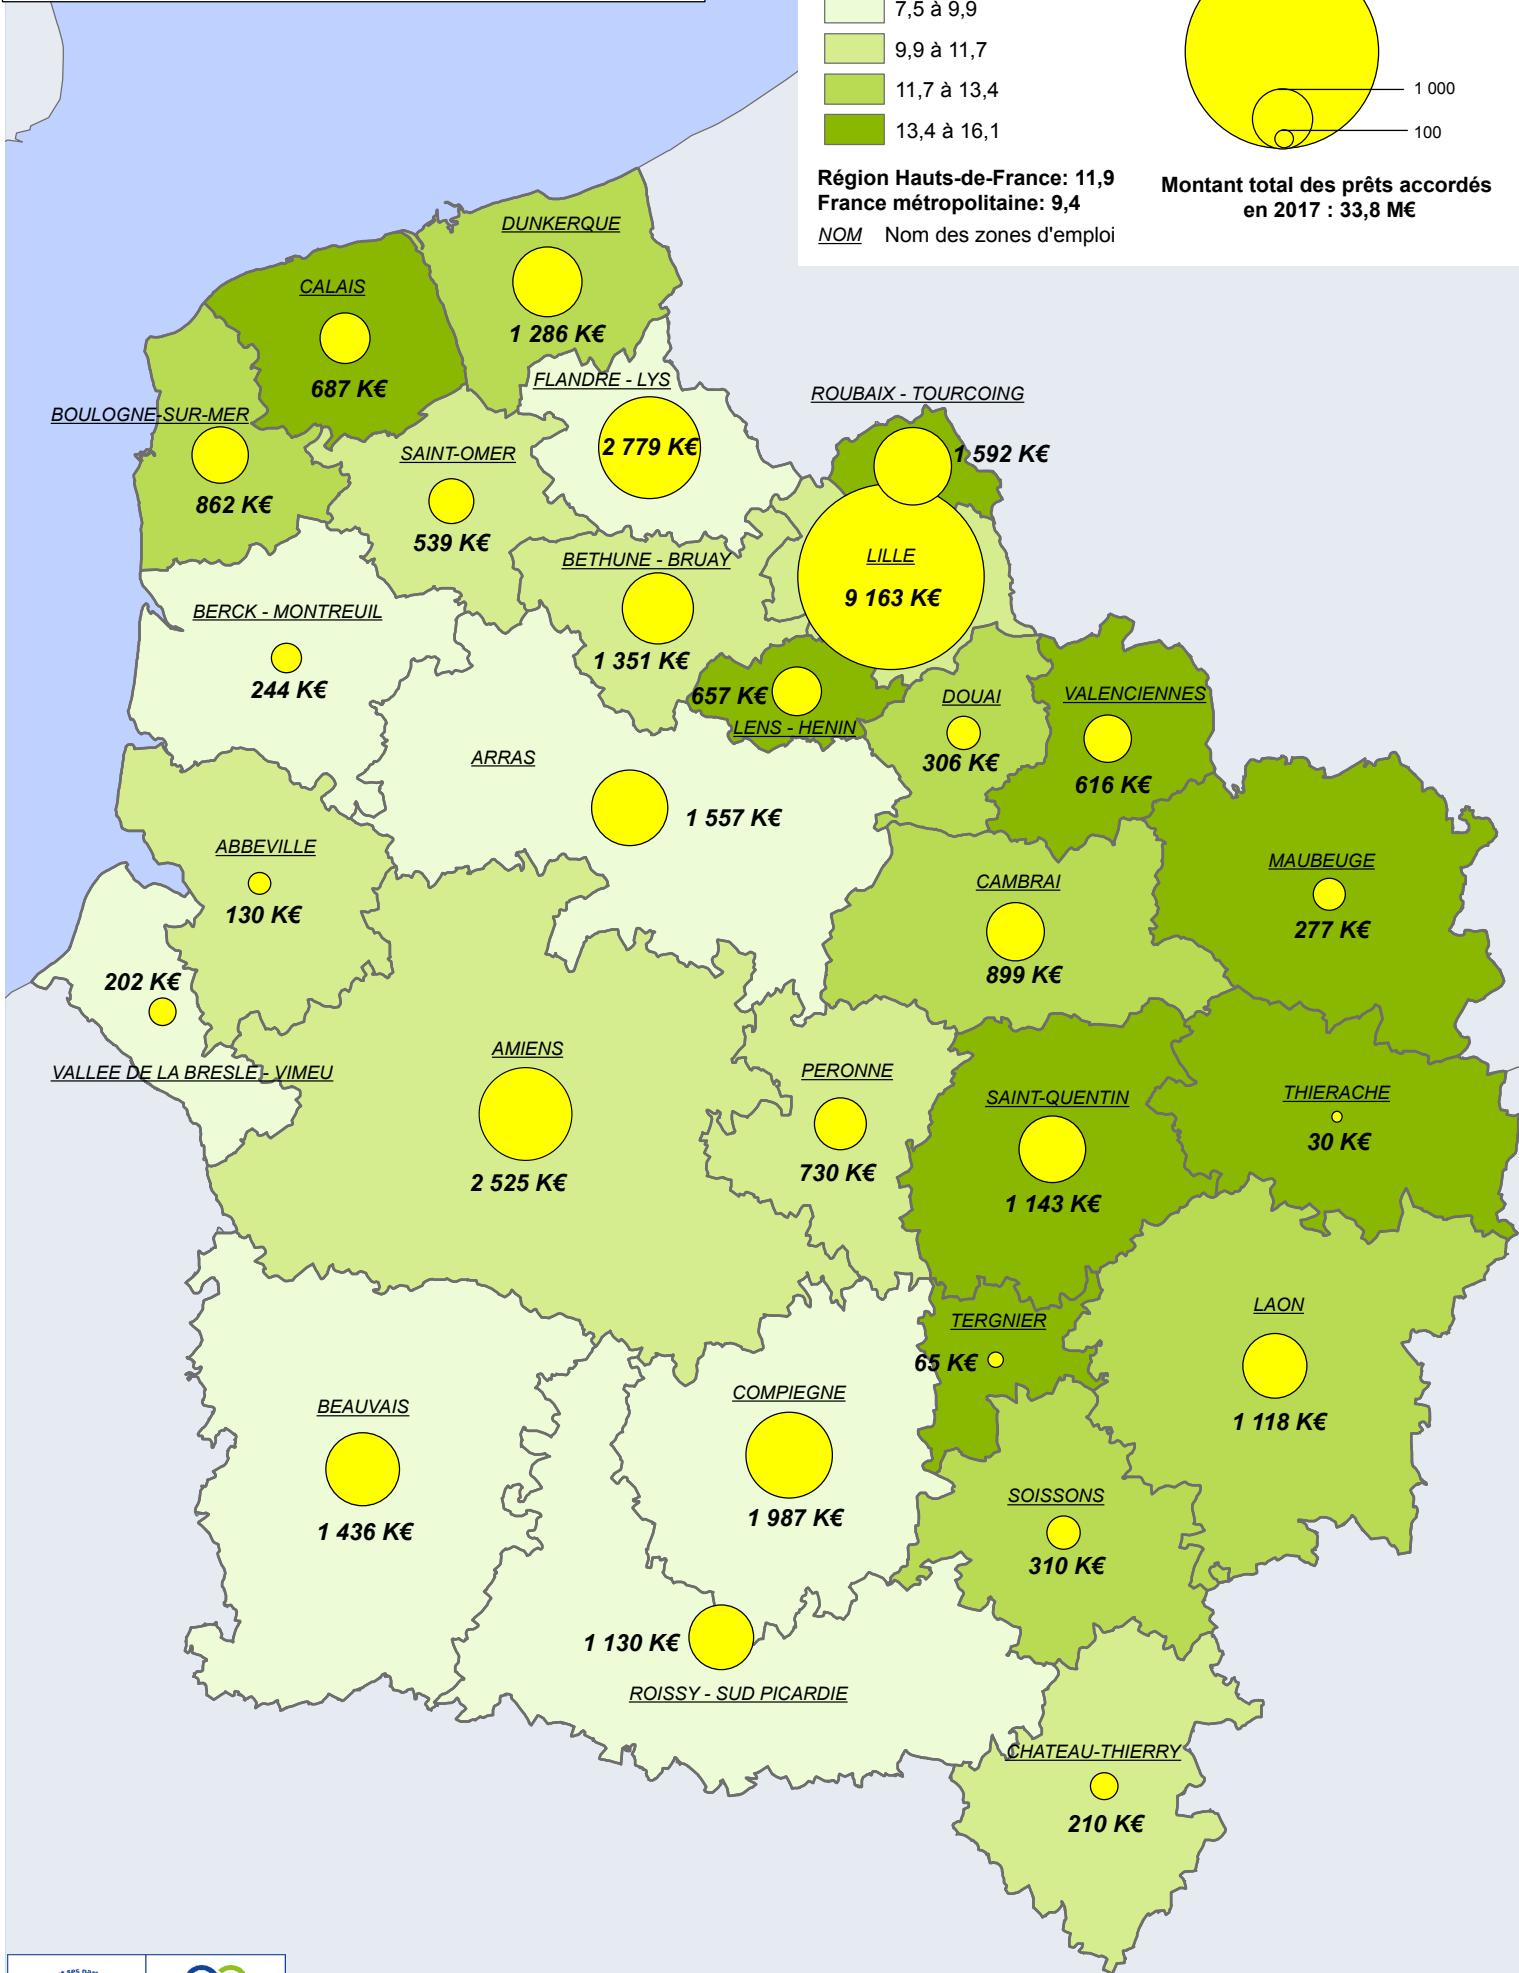 7,5 à 9,9
9,9 à 11,7
11,7 à 13,4
13,4 à 16,1
1 000
100
Région Hauts-de-France: 11,9
France métropolitaine: 9,4
NOM Nom des zones d'emploi
Montant total des prêts accordés
en 2017 : 33,8 M€
DUNKERQUE
1 286 K€
CALAIS
687 K€
FLANDRE - LYS
2 779 K€
ROUBAIX - TOURCOING
1 592 K€
BOULOGNE-SUR-MER
862 K€
SAINT-OMER
539 K€
LILLE
9 163 K€
BETHUNE - BRUAY
1 351 K€
BERCK - MONTREUIL
244 K€
657 K€
LENS - HENIN
DOUAI
306 K€
VALENCIENNES
616 K€
ARRAS
1 557 K€
ABBEVILLE
130 K€
CAMBRAI
899 K€
MAUBEUGE
277 K€
202 K€
VALLEE DE LA BRESLE - VIMEU
AMIENS
2 525 K€
PERONNE
730 K€
SAINT-QUENTIN
1 143 K€
THIERACHE
30 K€
TERGNIER
65 K€
LAON
1 118 K€
BEAUVAIS
1 436 K€
COMPIEGNE
1 987 K€
SOISSONS
310 K€
1 130 K€
ROISSY - SUD PICARDIE
CHATEAU-THIERRY
210 K€